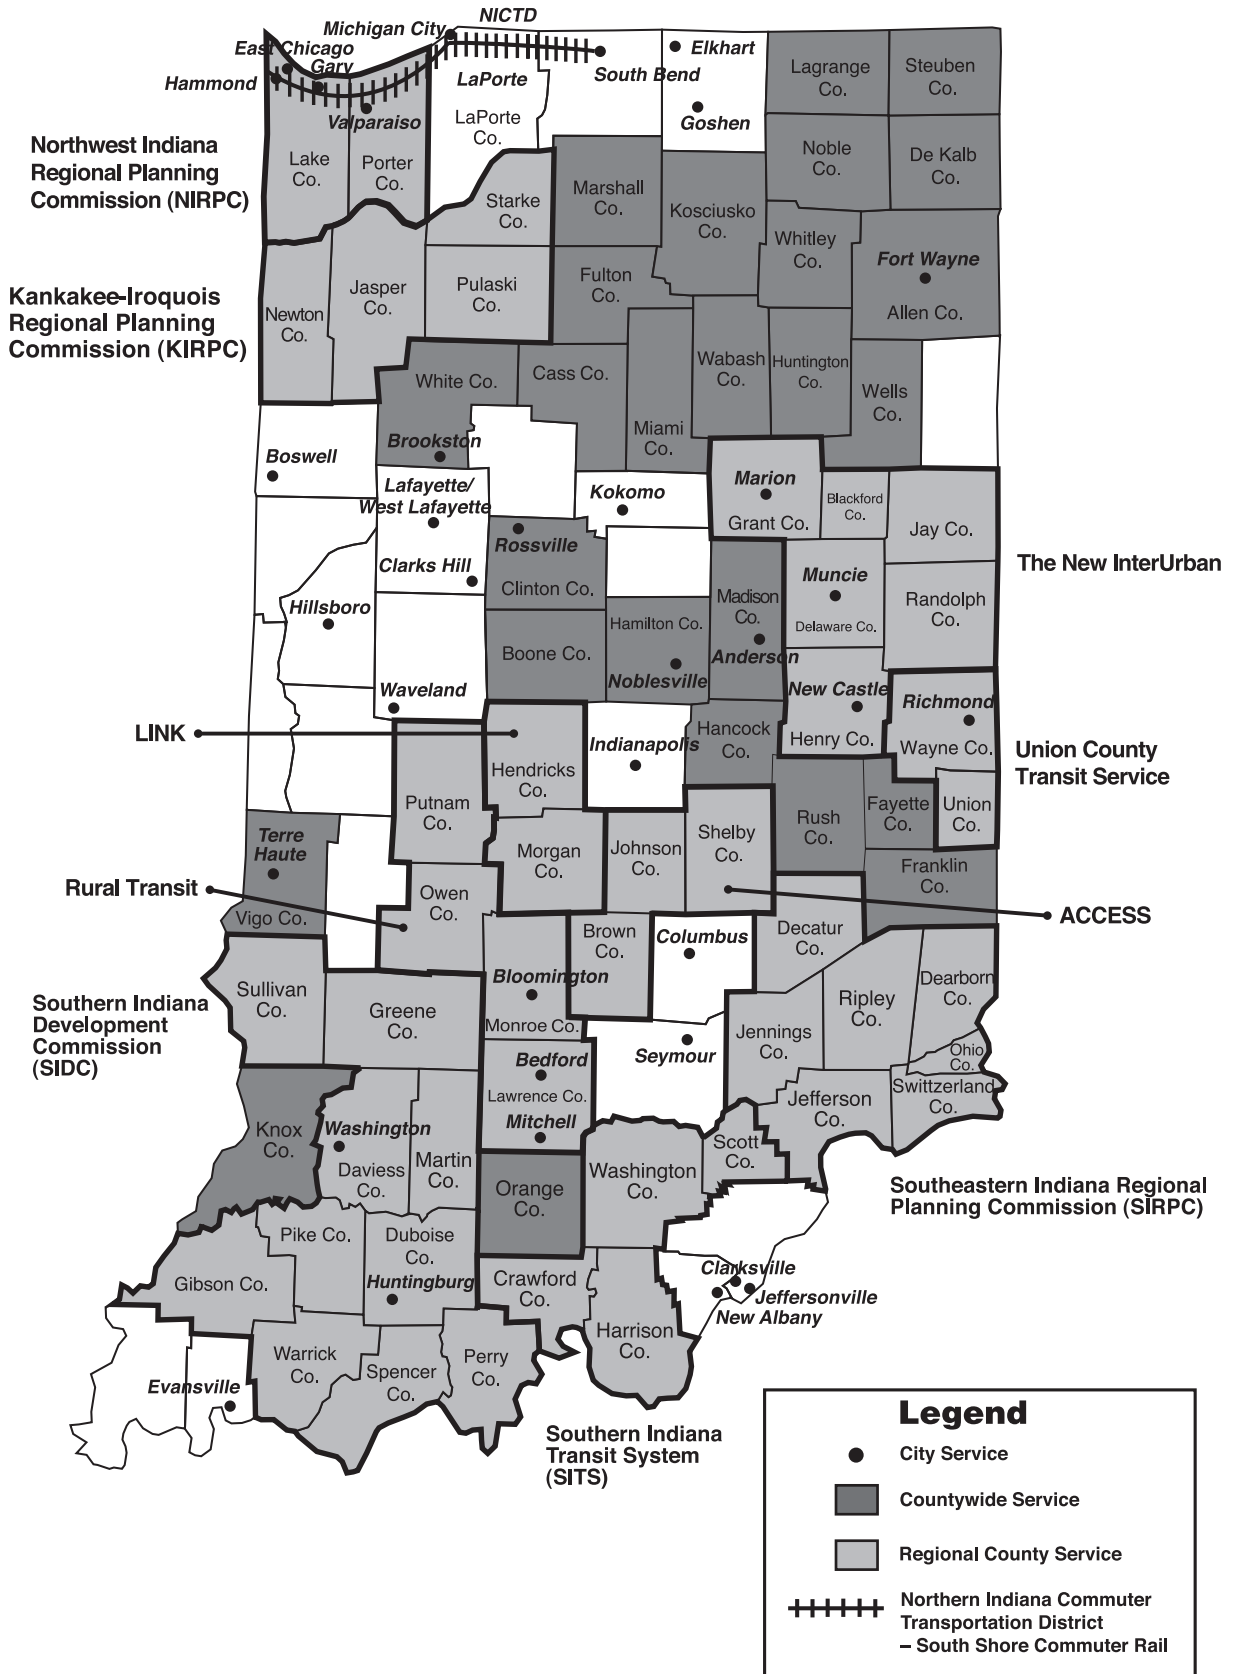 NICTD
Michigan City
East Chicago
Gary
Hammond
Valparaiso
LaPorte
South Bend
Elkhart
Goshen
LaPorte
Co.
Lagrange
Co.
Steuben
Co.
Northwest Indiana
Regional Planning
Commission (NIRPC)
Lake
Co.
Porter
Co.
Starke
Co.
Marshall
Co.
Kosciusko
Co.
Noble
Co.
De Kalb
Co.
Whitley
Co.
Fort Wayne
Allen Co.
Kankakee-Iroquois
Regional Planning
Commission (KIRPC)
Newton
Co.
Jasper
Co.
Pulaski
Co.
Fulton
Co.
White Co.
Cass Co.
Miami
Co.
Wabash
Co.
Huntington
Co.
Wells
Co.
Brookston
Boswell
Lafayette/
West Lafayette
Kokomo
Marion
Grant Co.
Blackford
Co.
Jay Co.
Rossville
Clinton Co.
Clarks Hill
The New InterUrban
Hillsboro
Muncie
Delaware Co.
Randolph
Co.
Madison
Co.
Anderson
Hamilton Co.
Noblesville
Boone Co.
Waveland
New Castle
Henry Co.
Richmond
Wayne Co.
LINK
Hendricks
Co.
Indianapolis
Hancock
Co.
Union County
Transit Service
Putnam
Co.
Rush
Co.
Fayette
Co.
Union
Co.
Terre
Haute
Vigo Co.
Morgan
Co.
Johnson
Co.
Shelby
Co.
Franklin
Co.
Rural Transit
Owen
Co.
ACCESS
Brown
Co.
Columbus
Decatur
Co.
Sullivan
Co.
Greene
Co.
Bloomington
Monroe Co.
Southern Indiana
Development
Commission
(SIDC)
Seymour
Jennings
Co.
Ripley
Co.
Dearborn
Co.
Ohio
Co.
Switzerland
Co.
Bedford
Lawrence Co.
Mitchell
Jefferson
Co.
Knox
Co.
Washington
Daviess
Co.
Martin
Co.
Orange
Co.
Washington
Co.
Scott
Co.
Southeastern Indiana Regional
Planning Commission (SIRPC)
Pike Co.
Duboise
Co.
Huntingburg
Gibson Co.
Crawford
Co.
Clarksville
Jeffersonville
New Albany
Harrison
Co.
Warrick
Co.
Spencer
Co.
Perry
Co.
Evansville
Southern Indiana
Transit System
(SITS)
Legend
City Service
Countywide Service
Regional County Service
Northern Indiana Commuter
Transportation District
– South Shore Commuter Rail